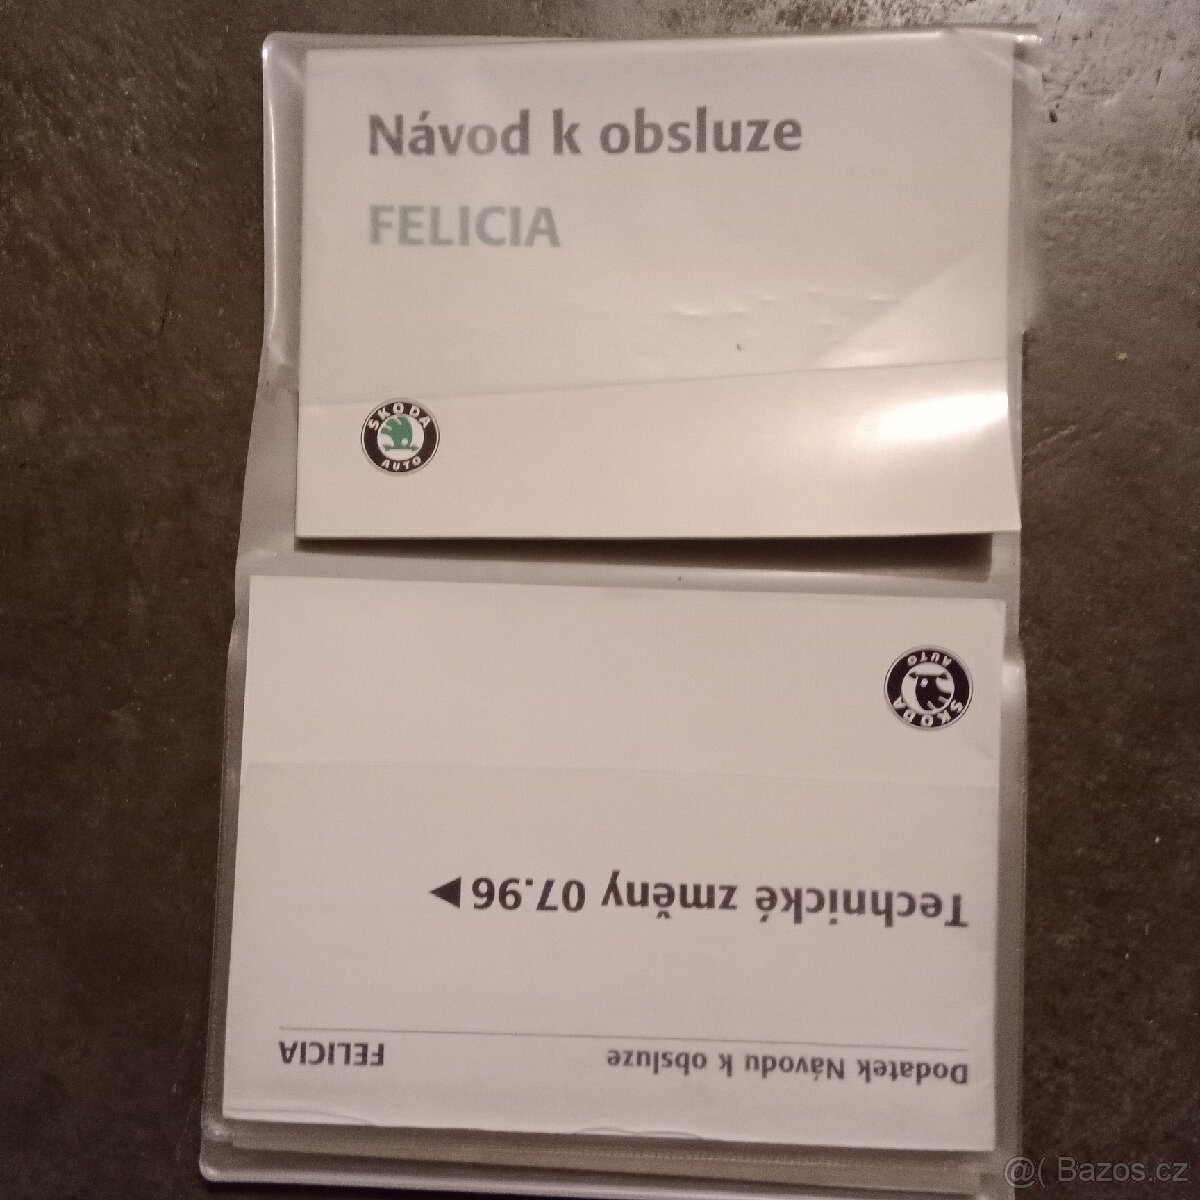 Návod k obsluze
FELICIA
ŠKODA
AUTO
Dodatek Návodu k obsluze FELICIA
Technické změny 07.96 ▶
ŠKODA
AUTO
@( Bazos.cz